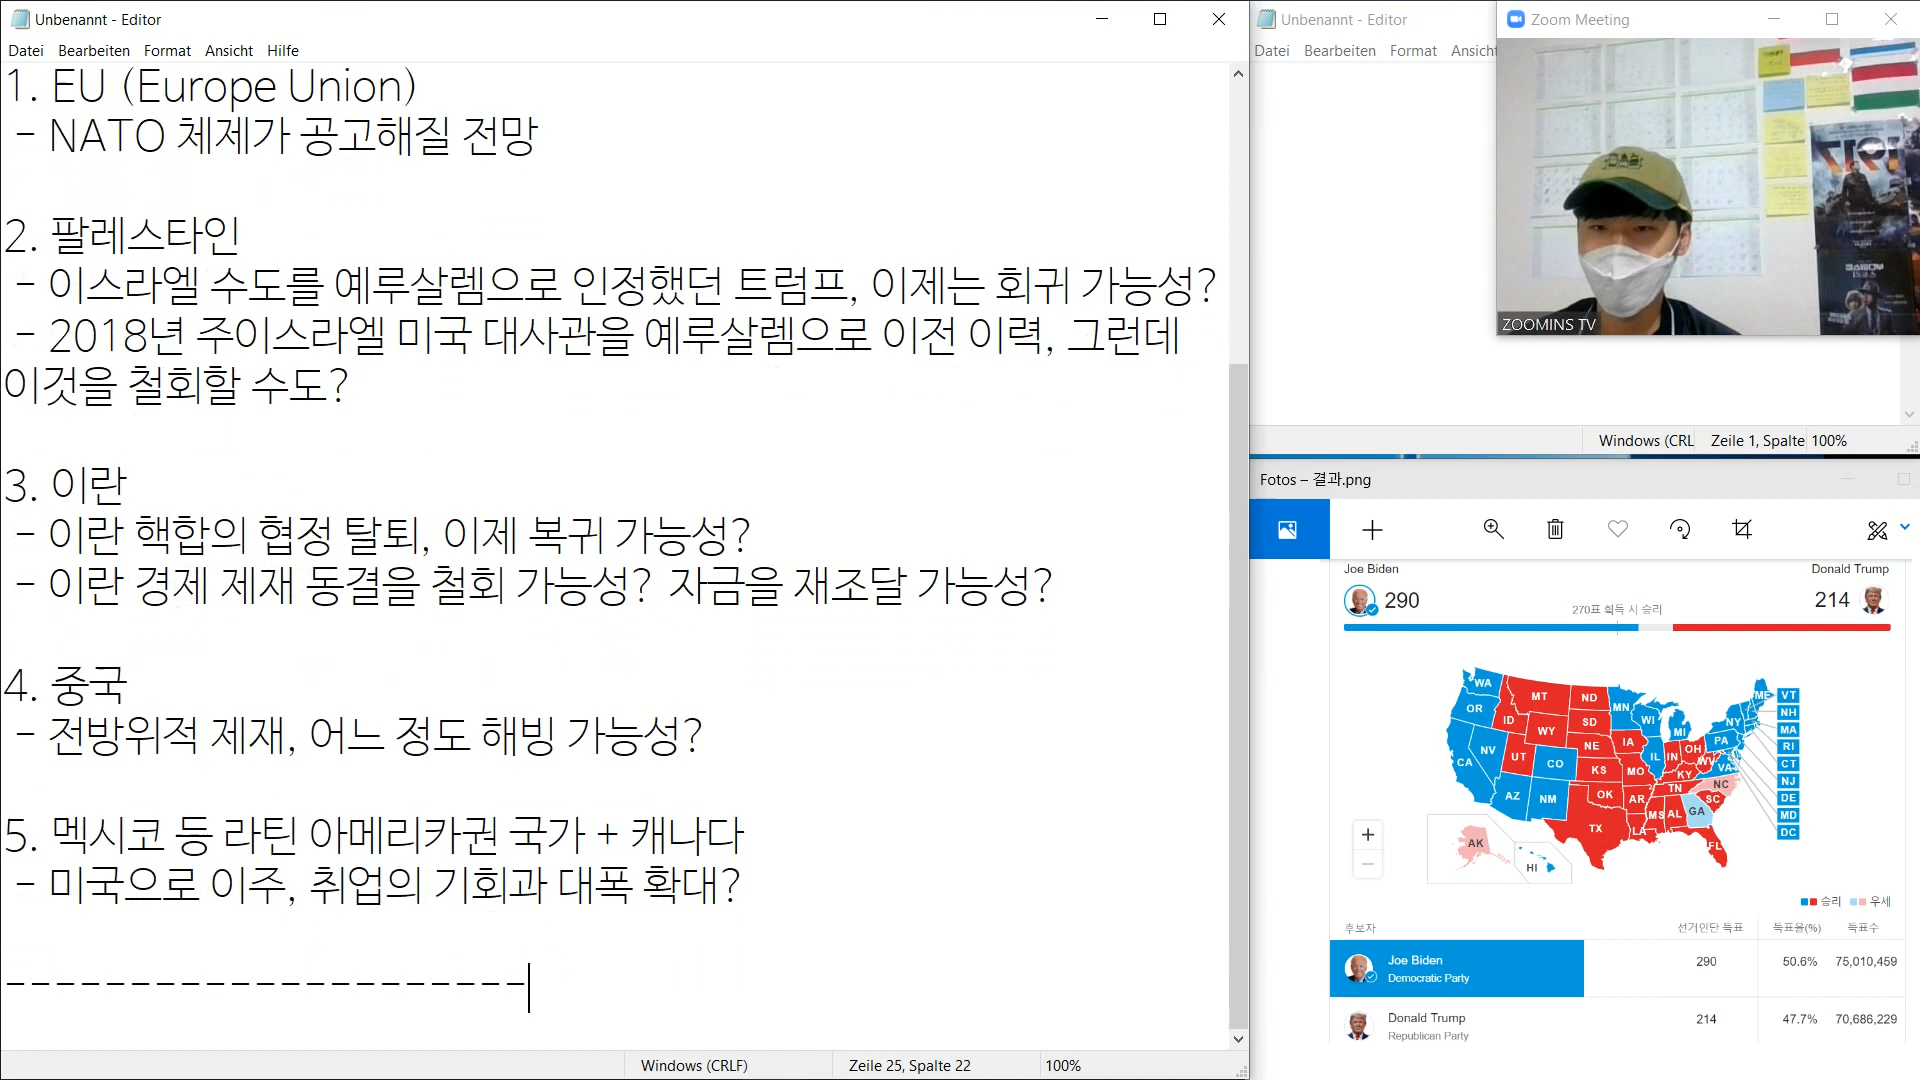 Unbenannt - Editor
Datei Bearbeiten Format Ansicht Hilfe
1. EU (Europe Union)
- NATO 체제가 공고해질 전망
2. 팔레스타인
- 이스라엘 수도를 예루살렘으로 인정했던 트럼프, 이제는 회귀 가능성?
- 2018년 주이스라엘 미국 대사관을 예루살렘으로 이전 이력, 그런데
이것을 철회할 수도?
3. 이란
- 이란 핵합의 협정 탈퇴, 이제 복귀 가능성?
- 이란 경제 제재 동결을 철회 가능성? 자금을 재조달 가능성?
4. 중국
- 전방위적 제재, 어느 정도 해빙 가능성?
5. 멕시코 등 라틴 아메리카권 국가 + 캐나다
- 미국으로 이주, 취업의 기회과 대폭 확대?
---------------------
Windows (CRLF)
Zeile 25, Spalte 22
100%
Unbenannt - Editor
Datei Bearbeiten Format Ansicht
Windows (CRL
Zeile 1, Spalte
100%
Zoom Meeting
ZOOMINS TV
Fotos – 결과.png
Joe Biden
Donald Trump
290
270표 획득 시 승리
214
WA
MT
ND
MN
ME
VT
OR
ID
SD
WI
NY
NH
WY
MI
MA
NV
NE
IA
PA
RI
CA
UT
CO
IL
IN
OH
WV
VA
CT
KS
MO
KY
NJ
AZ
NM
OK
AR
TN
NC
DE
SC
MD
TX
LA
MS
AL
GA
DC
FL
AK
HI
승리 우세
후보자
선거인단 득표
득표율(%)
득표수
Joe Biden
Democratic Party
290
50.6%
75,010,459
Donald Trump
Republican Party
214
47.7%
70,686,229